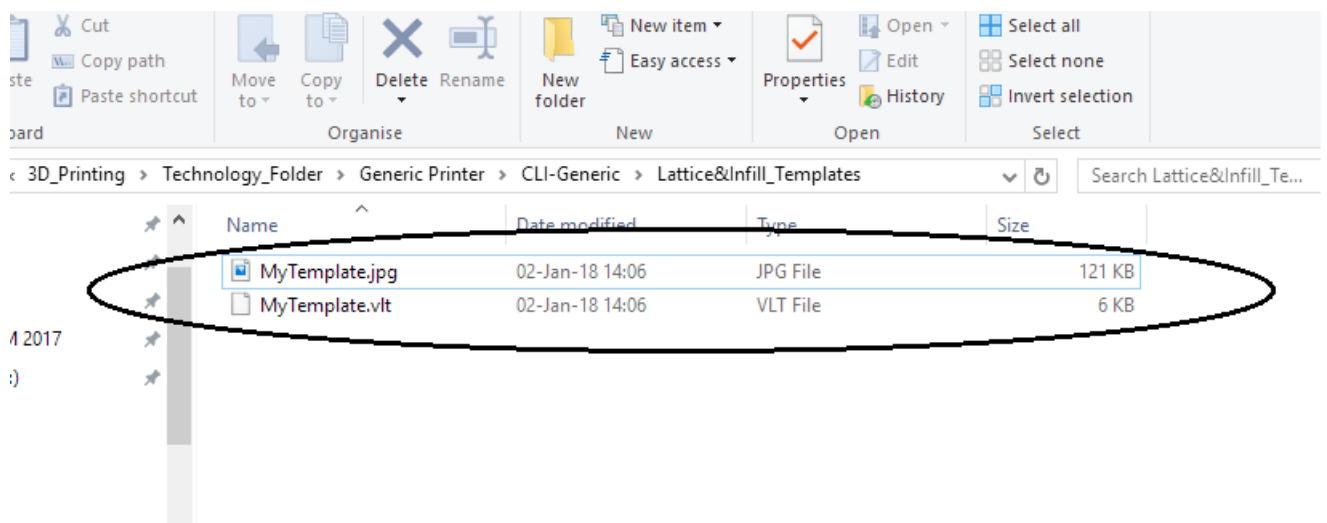 Cut
Copy path
Paste shortcut
Move to
Copy to
Delete
Rename
New folder
New item
Easy access
Properties
Open
Edit
History
Select all
Select none
Invert selection
Organise
New
Open
Select
3D_Printing > Technology_Folder > Generic Printer > CLI-Generic > Lattice&Infill_Templates
Search Lattice&Infill_Te...
Name Date modified Type Size
MyTemplate.jpg 02-Jan-18 14:06 JPG File 121 KB
MyTemplate.vlt 02-Jan-18 14:06 VLT File 6 KB
2017